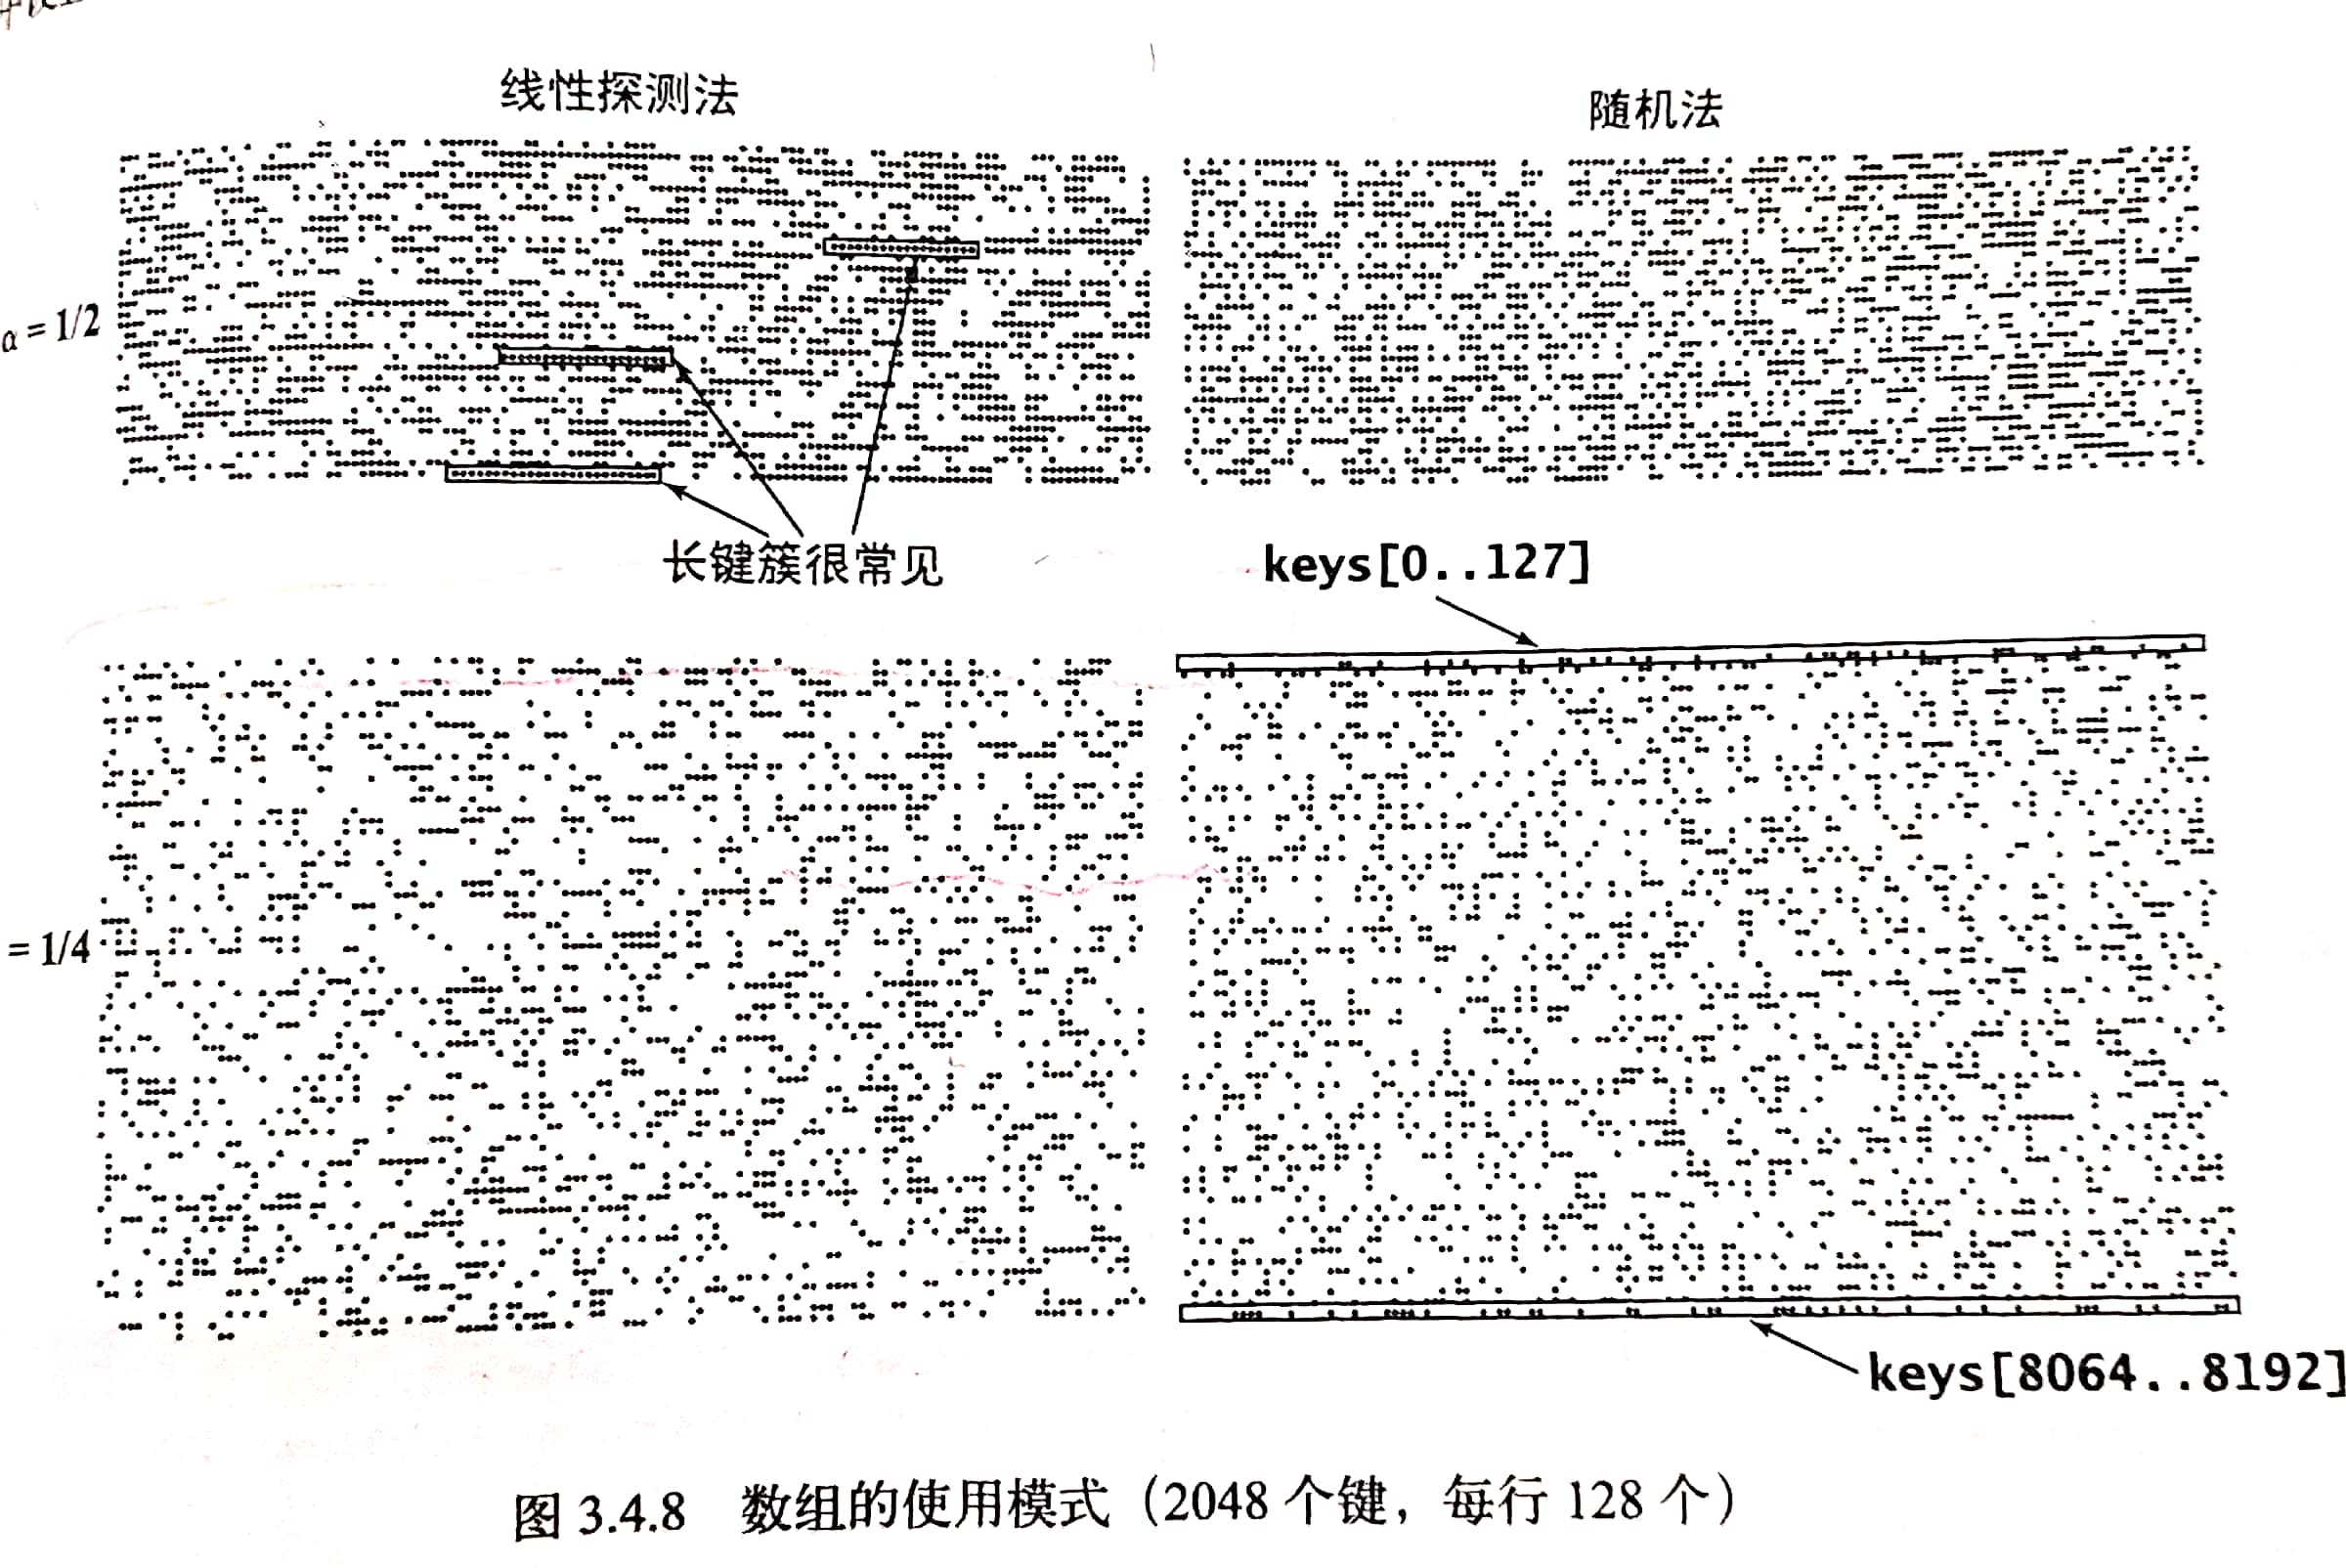 线性探测法
随机法
α = 1/2
长键簇很常见
keys[0..127]
= 1/4
keys[8064..8192]
图 3.4.8 数组的使用模式（2048 个键，每行 128 个）